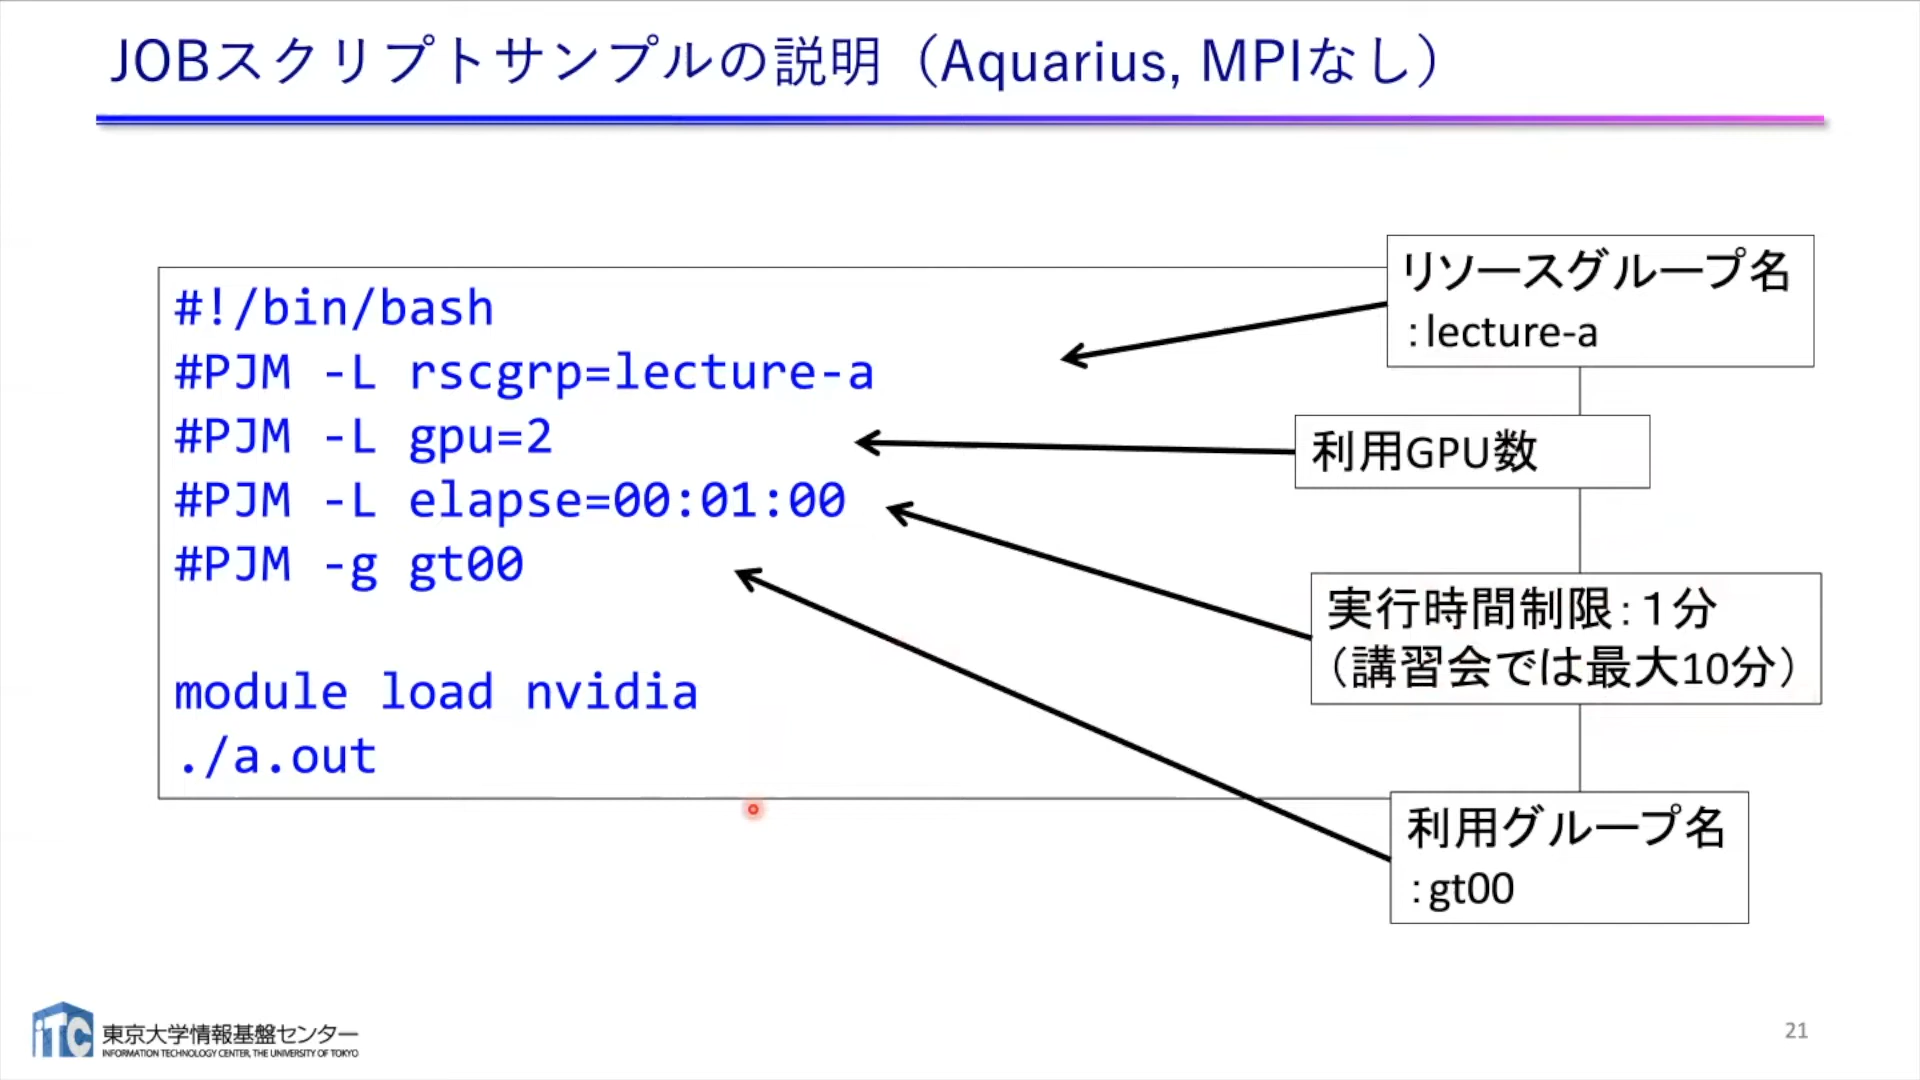 JOBスクリプトサンプルの説明（Aquarius, MPIなし）
#!/bin/bash
#PJM -L rscgrp=lecture-a
#PJM -L gpu=2
#PJM -L elapse=00:01:00
#PJM -g gt00
module load nvidia
./a.out
リソースグループ名
：lecture-a
利用GPU数
実行時間制限：１分
（講習会では最大10分）
利用グループ名
：gt00
iTC
東京大学情報基盤センター
INFORMATION TECHNOLOGY CENTER, THE UNIVERSITY OF TOKYO
21